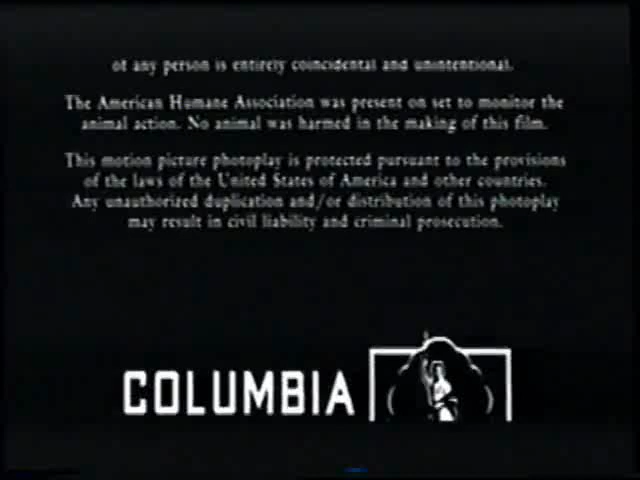 of any person is entirely coincidental and unintentional.
The American Humane Association was present on set to monitor the
animal action. No animal was harmed in the making of this film.
This motion picture photoplay is protected pursuant to the provisions
of the laws of the United States of America and other countries.
Any unauthorized duplication and/or distribution of this photoplay
may result in civil liability and criminal prosecution.
COLUMBIA